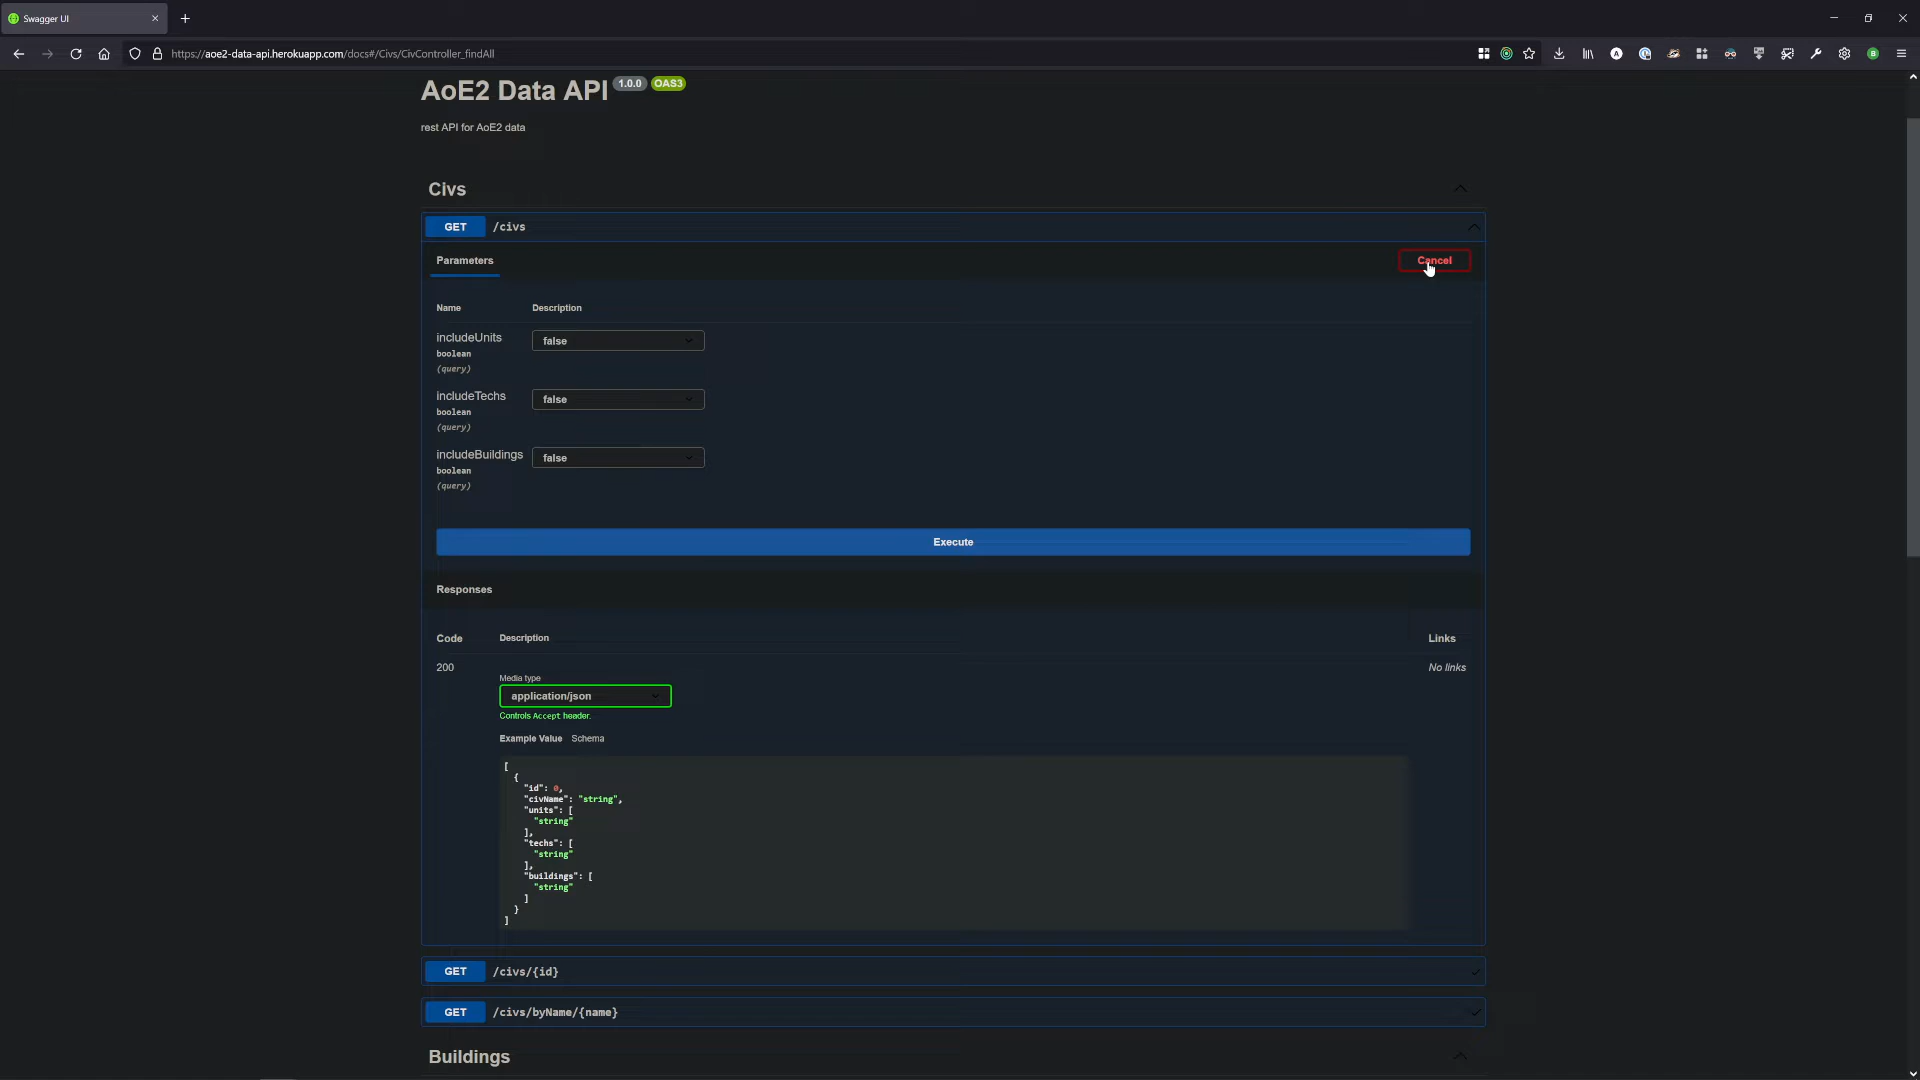 Swagger UI
https://aoe2-data-api.herokuapp.com/docs#/Civs/CivController_findAll
AoE2 Data API 1.0.0 OAS3
rest API for AoE2 data
Civs
GET /civs
Parameters
Cancel
Name Description
includeUnits
boolean
(query)
false
includeTechs
boolean
(query)
false
includeBuildings
boolean
(query)
false
Execute
Responses
Code Description Links
200
No links
Media type
application/json
Controls Accept header.
Example Value Schema
[
{
"id": 0,
"civName": "string",
"units": [
"string"
],
"techs": [
"string"
],
"buildings": [
"string"
]
}
]
GET /civs/{id}
GET /civs/byName/{name}
Buildings